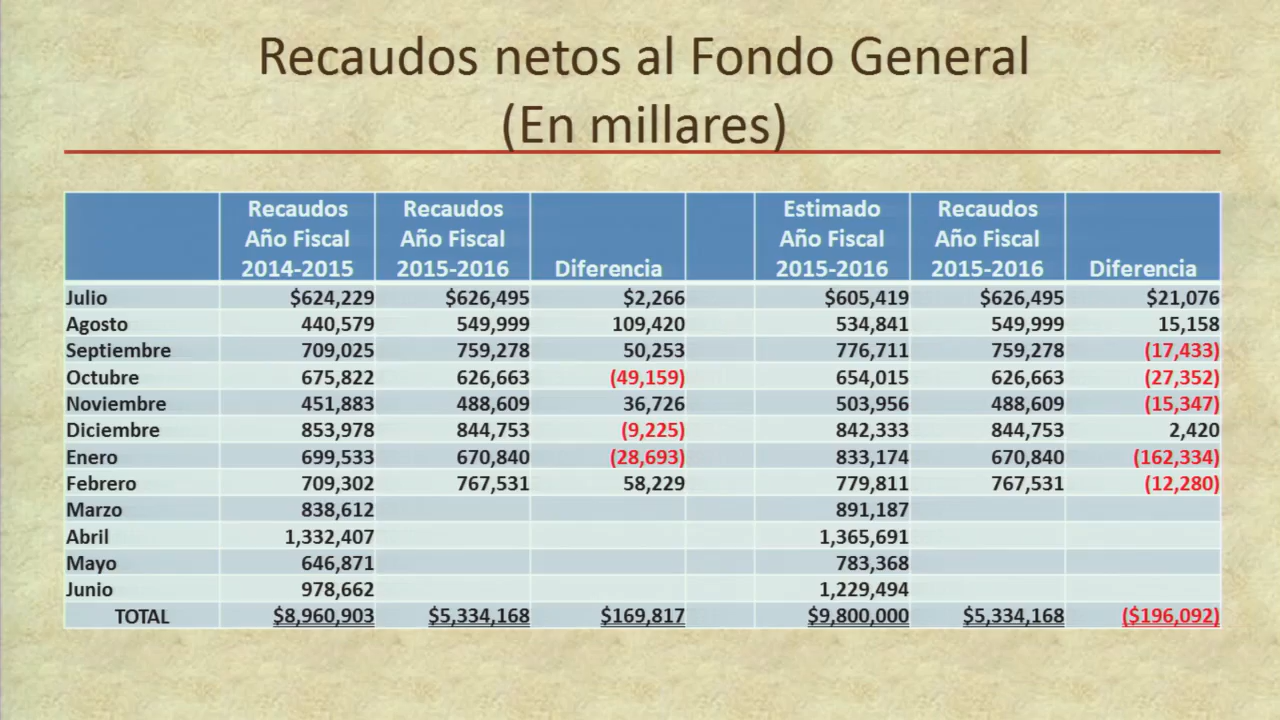 Recaudos netos al Fondo General
(En millares)
Recaudos Año Fiscal 2014-2015 Recaudos Año Fiscal 2015-2016 Diferencia Estimado Año Fiscal 2015-2016 Recaudos Año Fiscal 2015-2016 Diferencia
Julio $624,229 $626,495 $2,266 $605,419 $626,495 $21,076
Agosto 440,579 549,999 109,420 534,841 549,999 15,158
Septiembre 709,025 759,278 50,253 776,711 759,278 (17,433)
Octubre 675,822 626,663 (49,159) 654,015 626,663 (27,352)
Noviembre 451,883 488,609 36,726 503,956 488,609 (15,347)
Diciembre 853,978 844,753 (9,225) 842,333 844,753 2,420
Enero 699,533 670,840 (28,693) 833,174 670,840 (162,334)
Febrero 709,302 767,531 58,229 779,811 767,531 (12,280)
Marzo 838,612 891,187
Abril 1,332,407 1,365,691
Mayo 646,871 783,368
Junio 978,662 1,229,494
TOTAL $8,960,903 $5,334,168 $169,817 $9,800,000 $5,334,168 ($196,092)